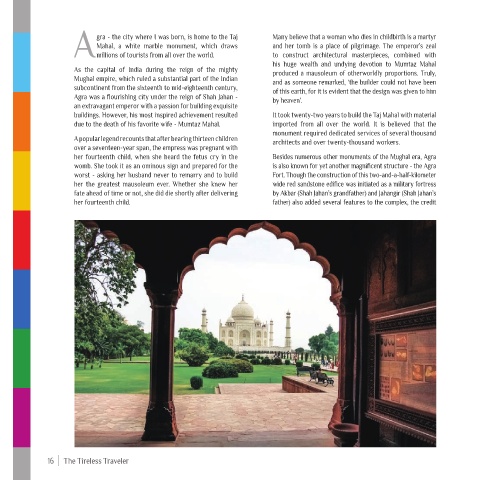 Agra - the city where I was born, is home to the Taj
Mahal, a white marble monument, which draws
millions of tourists from all over the world.
As the capital of India during the reign of the mighty
Mughal empire, which ruled a substantial part of the Indian
subcontinent from the sixteenth to mid-eighteenth century,
Agra was a flourishing city under the reign of Shah Jahan -
an extravagant emperor with a passion for building exquisite
buildings. However, his most inspired achievement resulted
due to the death of his favorite wife - Mumtaz Mahal.
A popular legend recounts that after bearing thirteen children
over a seventeen-year span, the empress was pregnant with
her fourteenth child, when she heard the fetus cry in the
womb. She took it as an ominous sign and prepared for the
worst - asking her husband never to remarry and to build
her the greatest mausoleum ever. Whether she knew her
fate ahead of time or not, she did die shortly after delivering
her fourteenth child.
Many believe that a woman who dies in childbirth is a martyr
and her tomb is a place of pilgrimage. The emperor's zeal
to construct architectural masterpieces, combined with
his huge wealth and undying devotion to Mumtaz Mahal
produced a mausoleum of otherworldly proportions. Truly,
and as someone remarked, 'the builder could not have been
of this earth, for it is evident that the design was given to him
by heaven'.
It took twenty-two years to build the Taj Mahal with material
imported from all over the world. It is believed that the
monument required dedicated services of several thousand
architects and over twenty-thousand workers.
Besides numerous other monuments of the Mughal era, Agra
is also known for yet another magnificent structure - the Agra
Fort. Though the construction of this two-and-a-half-kilometer
wide red sandstone edifice was initiated as a military fortress
by Akbar (Shah Jahan's grandfather) and Jahangir (Shah Jahan's
father) also added several features to the complex, the credit
16 | The Tireless Traveler